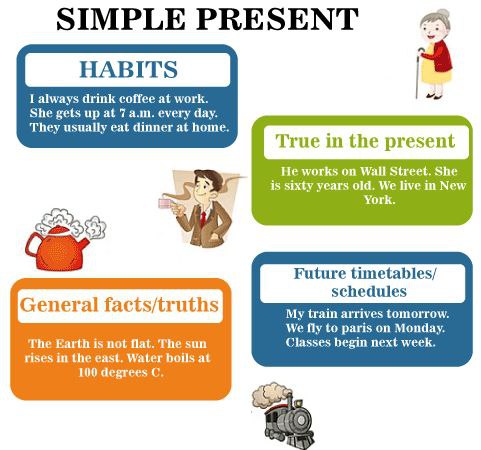 SIMPLE PRESENT
HABITS
I always drink coffee at work.
She gets up at 7 a.m. every day.
They usually eat dinner at home.
True in the present
He works on Wall Street. She
is sixty years old. We live in New
York.
General facts/truths
The Earth is not flat. The sun
rises in the east. Water boils at
100 degrees C.
Future timetables/
schedules
My train arrives tomorrow.
We fly to paris on Monday.
Classes begin next week.